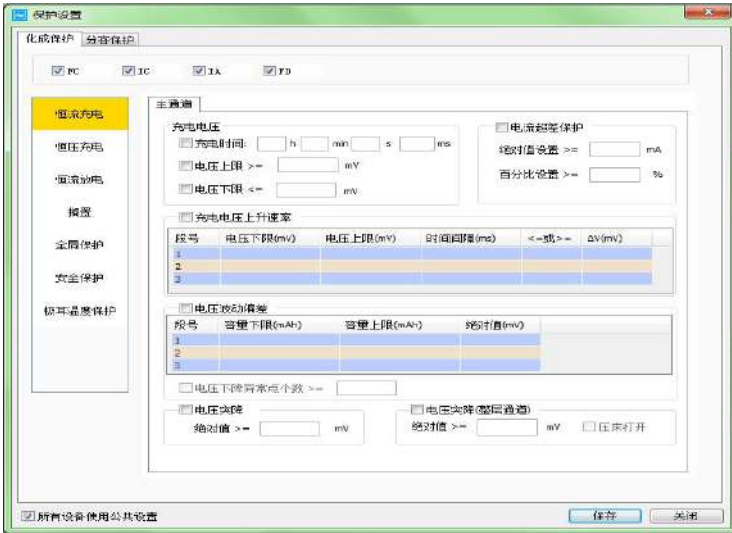 保护设置
化成保护 分容保护
FC IC IA FD
恒流充电
恒压充电
恒流放电
搁置
全局保护
安全保护
极耳温度保护
主通道
充电电压
充电时间: h min s ms
电压上限 >= mV
电压下限 <= mV
电流超差保护
绝对值设置 >= mA
百分比设置 >= %
充电电压上升速率
段号 电压下限(mV) 电压上限(mV) 时间间隔(ms) <=或>= ΔV(mV)
1
2
3
电压波动偏差
段号 容量下限(mAh) 容量上限(mAh) 绝对值(mV)
1
2
3
电压下降异常点个数 >=
电压突降
绝对值 >= mV
电压突降(整层通道)
绝对值 >= mV 压床打开
所有设备使用公共设置 保存 关闭